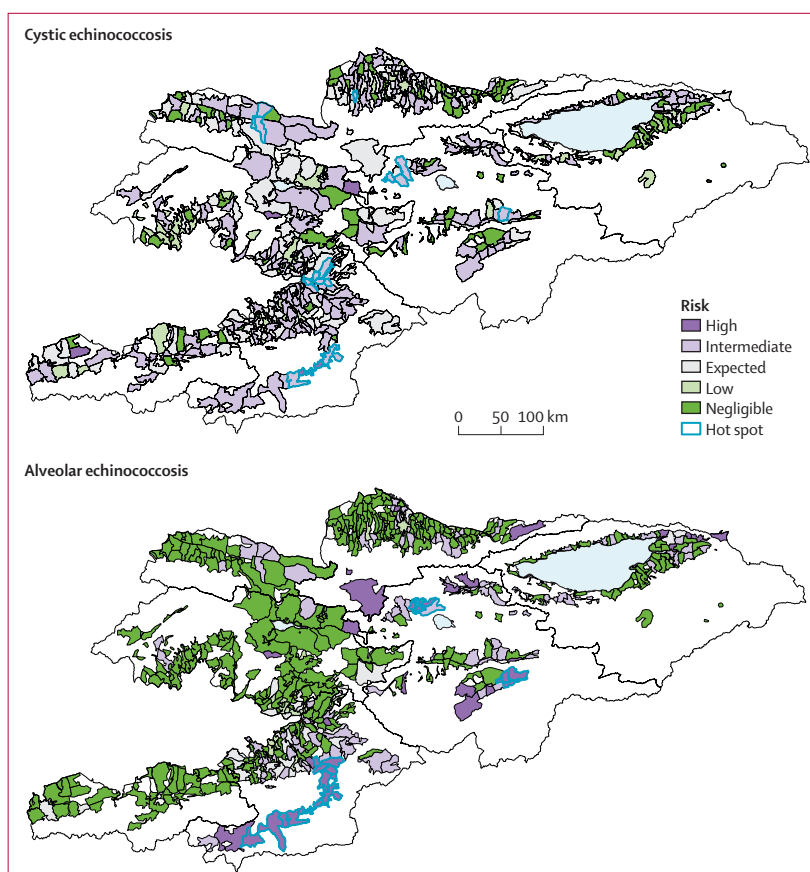 Cystic echinococcosis
Risk
High
Intermediate
Expected
Low
Negligible
Hot spot
0 50 100 km
Alveolar echinococcosis